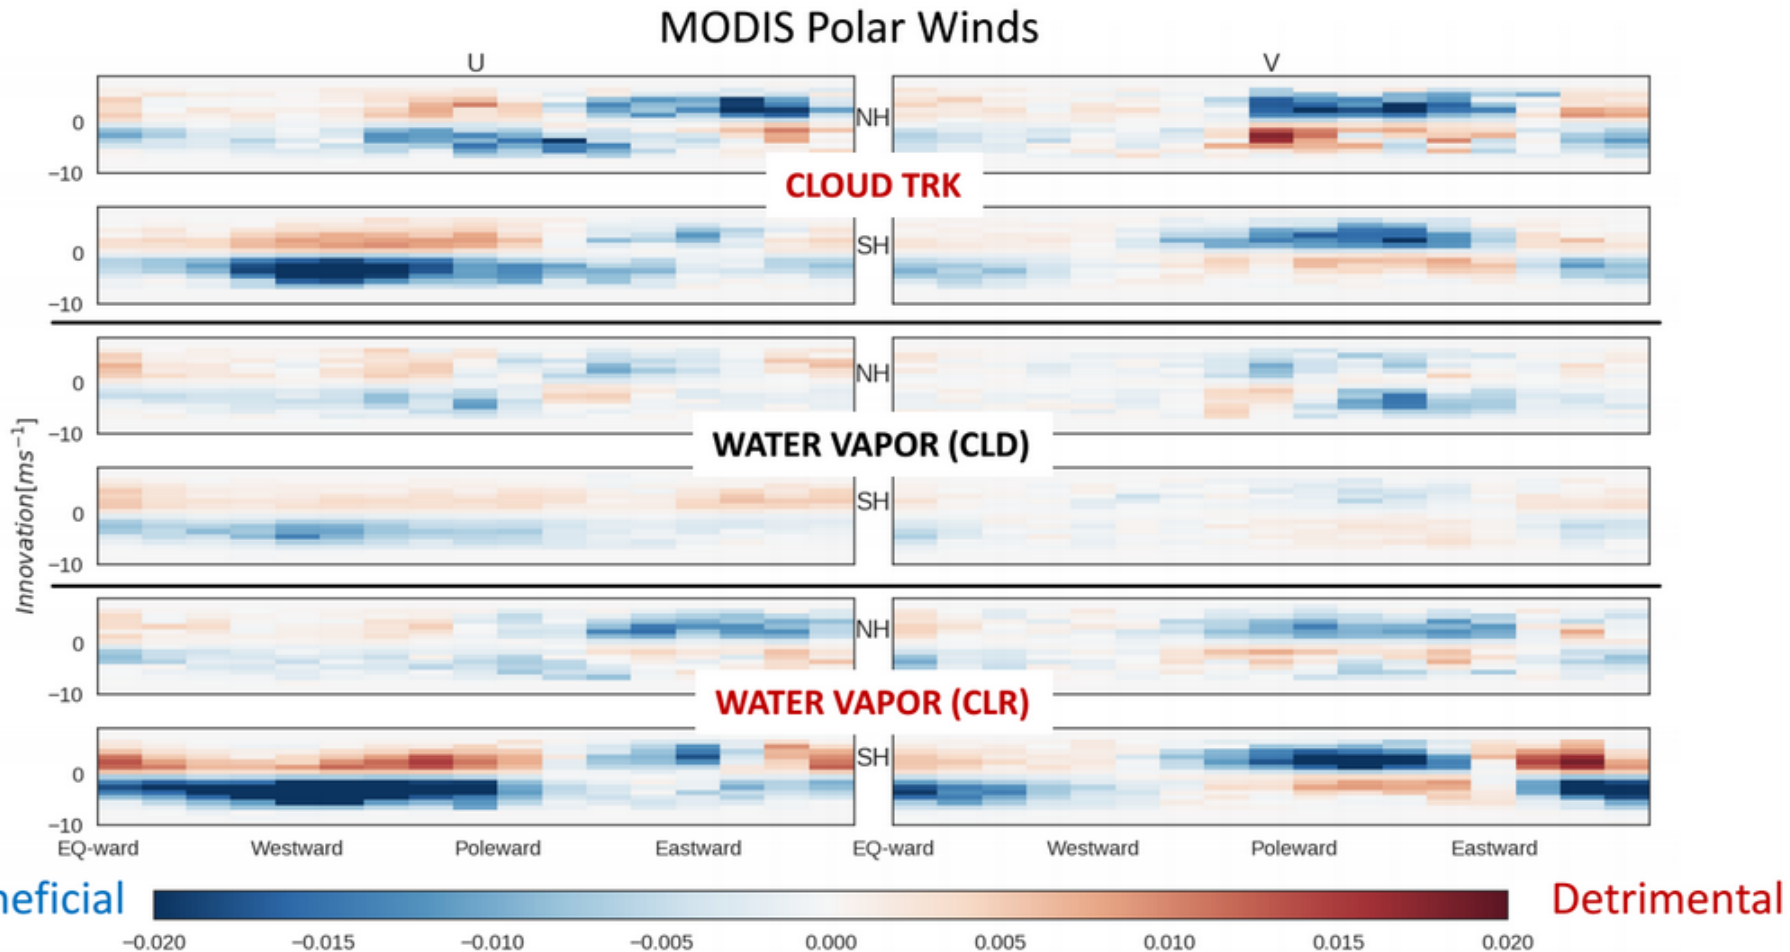 MODIS Polar Winds
U V
0
−10
NH
CLOUD TRK
0
−10
SH
0
−10
NH
WATER VAPOR (CLD)
0
−10
SH
Innovation[ms⁻¹]
0
−10
NH
WATER VAPOR (CLR)
0
−10
SH
EQ-ward Westward Poleward Eastward EQ-ward Westward Poleward Eastward
neficial Detrimental
−0.020 −0.015 −0.010 −0.005 0.000 0.005 0.010 0.015 0.020